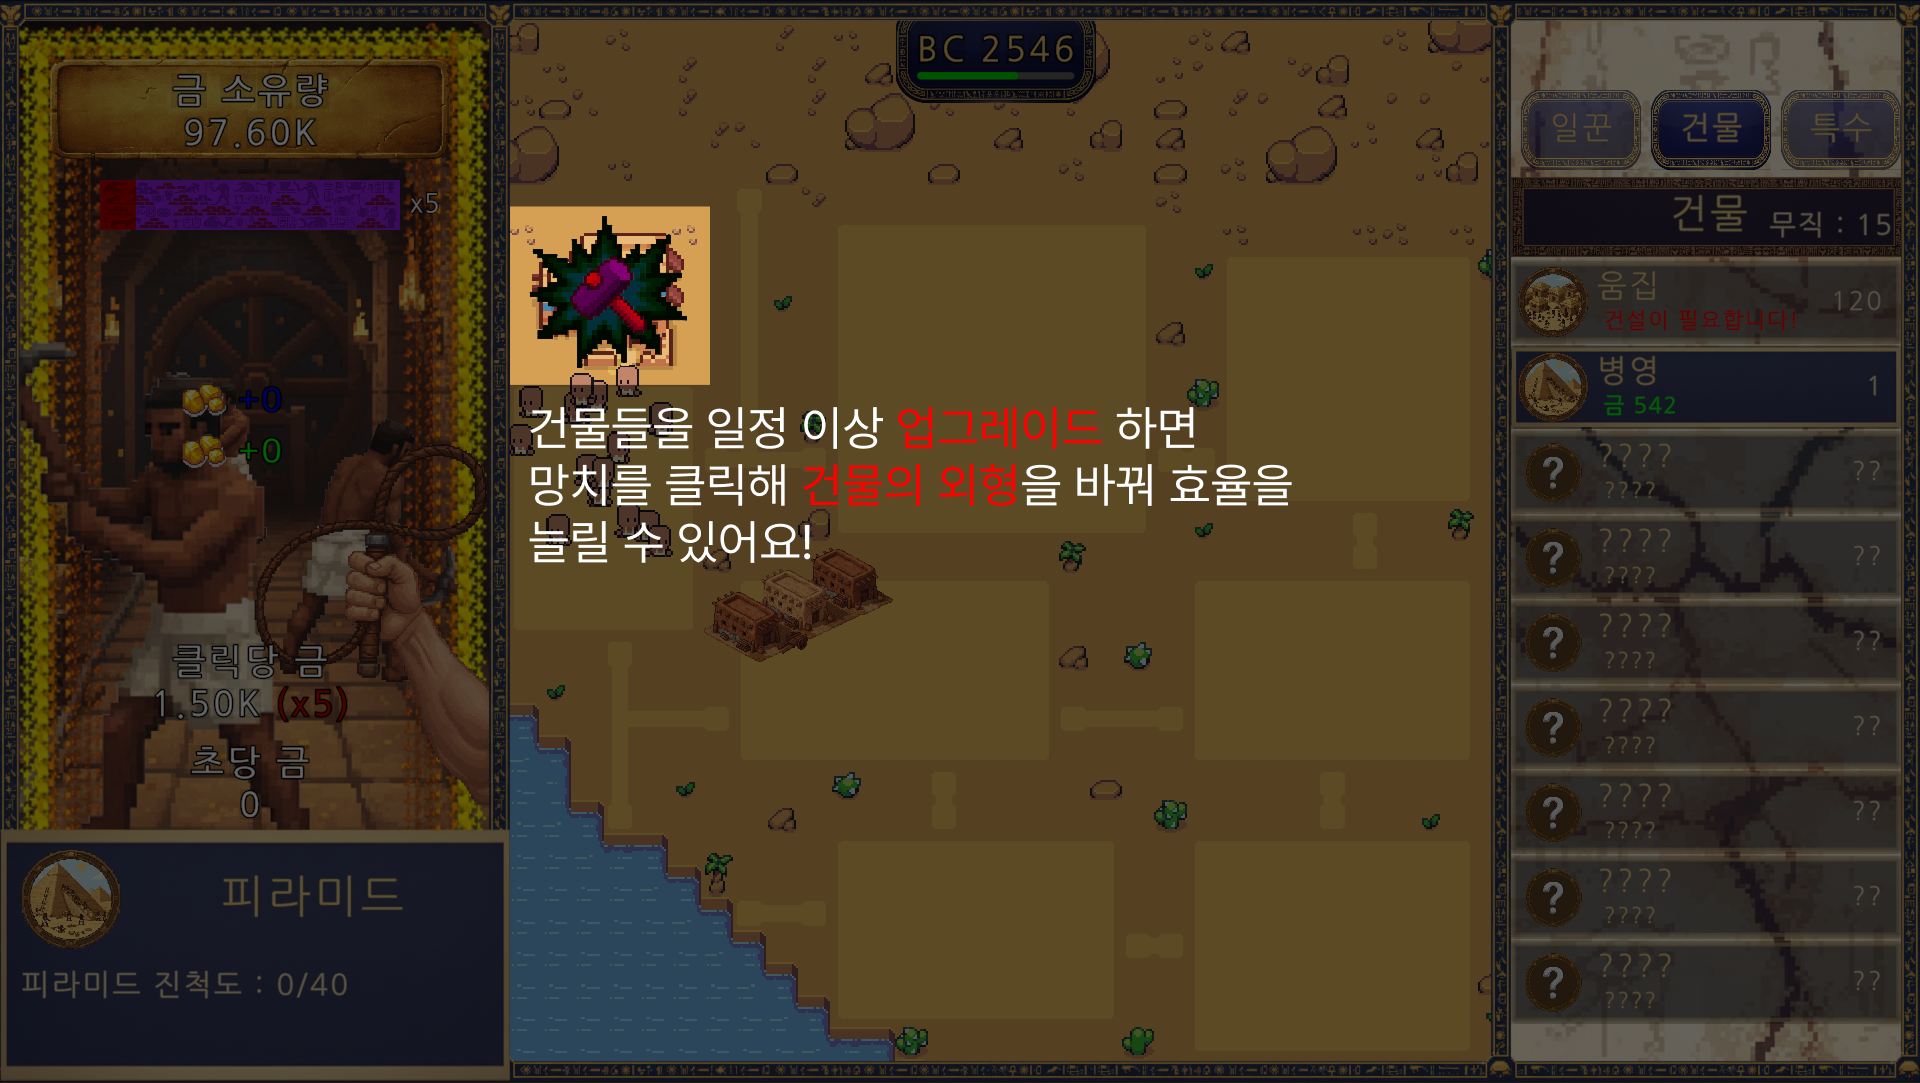 금 소유량
97.60K
x5
+0
+0
클릭당 금
1.50K (x5)
초당 금
0
피라미드
피라미드 진척도 : 0/40
BC 2546
건물들을 일정 이상 업그레이드 하면
망치를 클릭해 건물의 외형을 바꿔 효율을
늘릴 수 있어요!
일꾼 건물 특수
건물 무직 : 15
움집
건설이 필요합니다!
120
병영
금 542
1
????
????
??
????
????
??
????
????
??
????
????
??
????
????
??
????
????
??
????
????
??